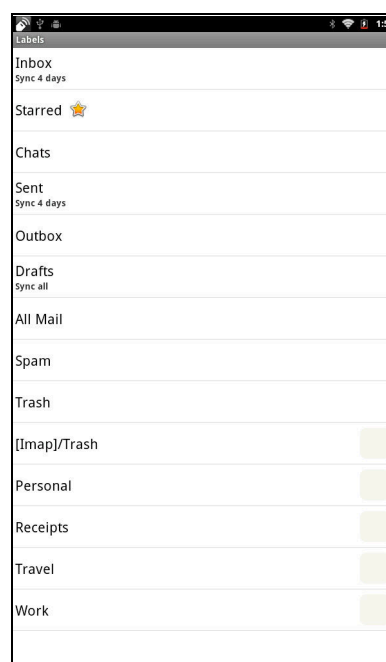 Labels
Inbox
Sync 4 days
Starred
Chats
Sent
Sync 4 days
Outbox
Drafts
Sync all
All Mail
Spam
Trash
[Imap]/Trash
Personal
Receipts
Travel
Work